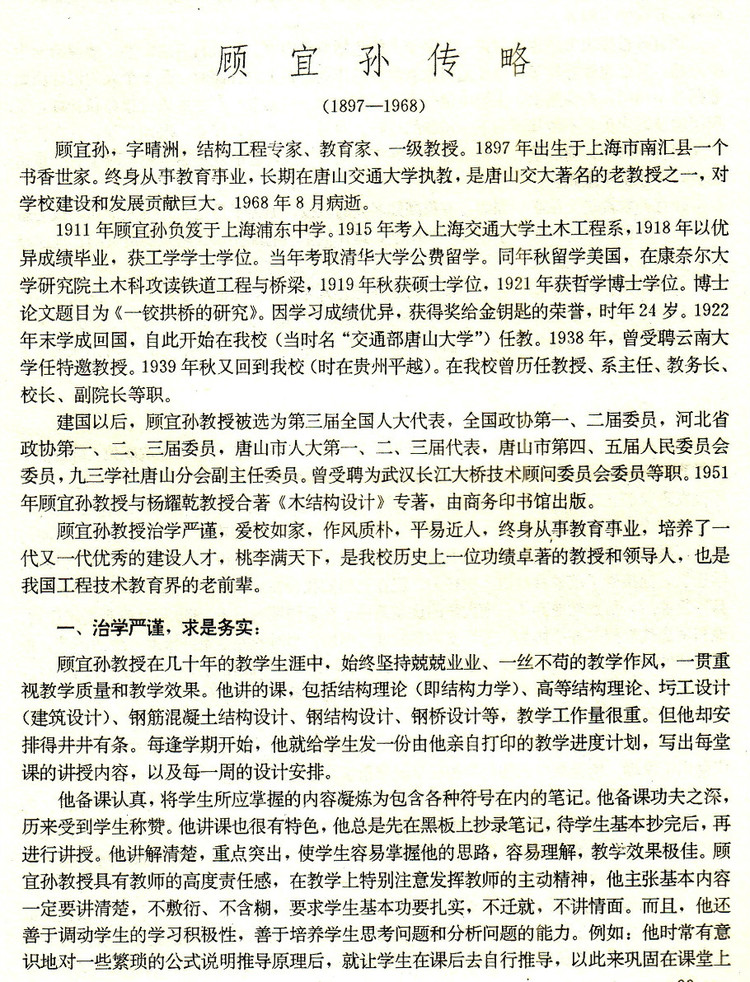 顾宜孙传略
(1897—1968)
顾宜孙，字晴洲，结构工程专家、教育家、一级教授。1897年出生于上海市南汇县一个
书香世家。终身从事教育事业，长期在唐山交通大学执教，是唐山交大著名的老教授之一，对
学校建设和发展贡献巨大。1968年8月病逝。
1911年顾宜孙负笈于上海浦东中学。1915年考入上海交通大学土木工程系，1918年以优
异成绩毕业，获工学学士学位。当年考取清华大学公费留学。同年秋留学美国，在康奈尔大
学研究院土木科攻读铁道工程与桥梁，1919年秋获硕士学位，1921年获哲学博士学位。博士
论文题目为《一铰拱桥的研究》。因学习成绩优异，获得奖给金钥匙的荣誉，时年24岁。1922
年末学成回国，自此开始在我校（当时名“交通部唐山大学”）任教。1938年，曾受聘云南大
学任特邀教授。1939年秋又回到我校（时在贵州平越）。在我校曾历任教授、系主任、教务长、
校长、副院长等职。
建国以后，顾宜孙教授被选为第三届全国人大代表，全国政协第一、二届委员，河北省
政协第一、二、三届委员，唐山市人大第一、二、三届代表，唐山市第四、五届人民委员会
委员，九三学社唐山分会副主任委员。曾受聘为武汉长江大桥技术顾问委员会委员等职。1951
年顾宜孙教授与杨耀乾教授合著《木结构设计》专著，由商务印书馆出版。
顾宜孙教授治学严谨，爱校如家，作风质朴，平易近人，终身从事教育事业，培养了一
代又一代优秀的建设人才，桃李满天下，是我校历史上一位功绩卓著的教授和领导人，也是
我国工程技术教育界的老前辈。
一、治学严谨，求是务实：
顾宜孙教授在几十年的教学生涯中，始终坚持兢兢业业、一丝不苟的教学作风，一贯重
视教学质量和教学效果。他讲的课，包括结构理论（即结构力学）、高等结构理论、圬工设计
（建筑设计）、钢筋混凝土结构设计、钢结构设计、钢桥设计等，教学工作量很重。但他却安
排得井井有条。每逢学期开始，他就给学生发一份由他亲自打印的教学进度计划，写出每堂
课的讲授内容，以及每一周的设计安排。
他备课认真，将学生所应掌握的内容凝炼为包含各种符号在内的笔记。他备课功夫之深，
历来受到学生称赞。他讲课也很有特色，他总是先在黑板上抄录笔记，待学生基本抄完后，再
进行讲授。他讲解清楚，重点突出，使学生容易掌握他的思路，容易理解，教学效果极佳。顾
宜孙教授具有教师的高度责任感，在教学上特别注意发挥教师的主动精神，他主张基本内容
一定要讲清楚，不敷衍、不含糊，要求学生基本功要扎实，不迁就，不讲情面。而且，他还
善于调动学生的学习积极性，善于培养学生思考问题和分析问题的能力。例如：他时常有意
识地对一些繁琐的公式说明推导原理后，就让学生在课后去自行推导，以此来巩固在课堂上